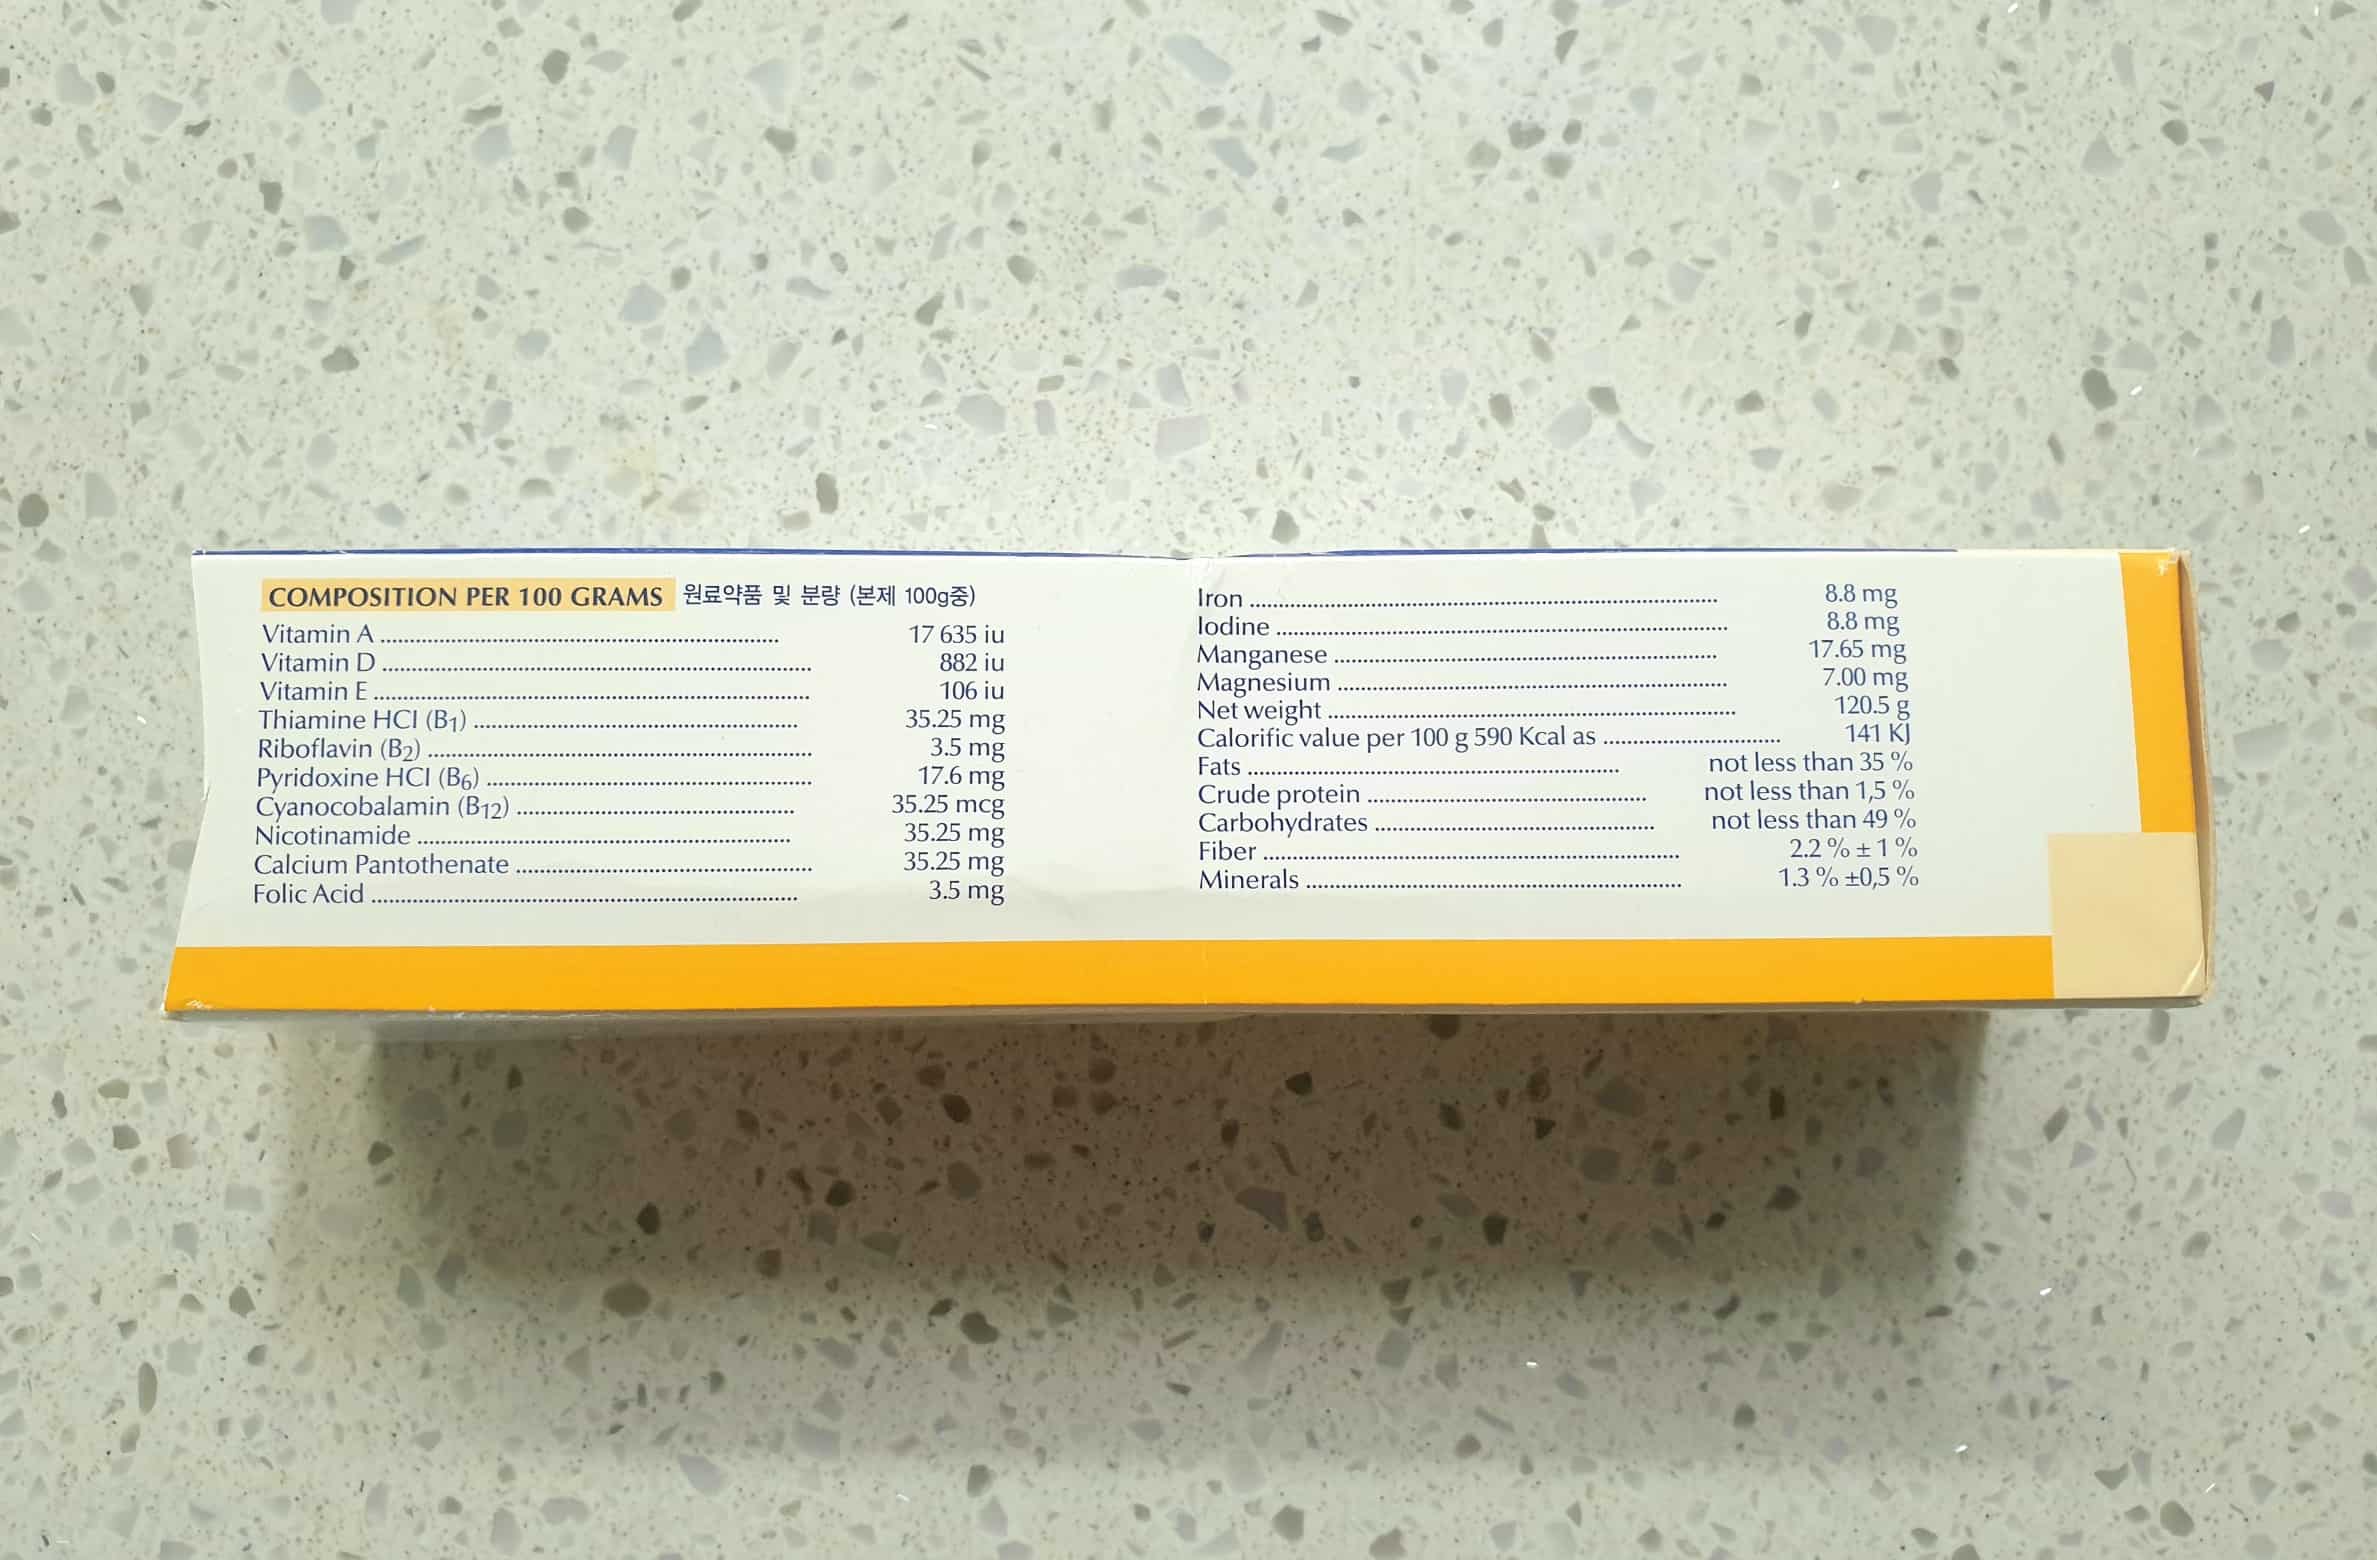 COMPOSITION PER 100 GRAMS 원료약품 및 분량 (본제 100g중)
Vitamin A ........ 17 635 iu
Vitamin D ........ 882 iu
Vitamin E ........ 106 iu
Thiamine HCl (B1) ........ 35.25 mg
Riboflavin (B2) ........ 3.5 mg
Pyridoxine HCl (B6) ........ 17.6 mg
Cyanocobalamin (B12) ........ 35.25 mcg
Nicotinamide ........ 35.25 mg
Calcium Pantothenate ........ 35.25 mg
Folic Acid ........ 3.5 mg
Iron ........ 8.8 mg
Iodine ........ 8.8 mg
Manganese ........ 17.65 mg
Magnesium ........ 7.00 mg
Net weight ........ 120.5 g
Calorific value per 100 g 590 Kcal as ........ 141 KJ
Fats ........ not less than 35 %
Crude protein ........ not less than 1,5 %
Carbohydrates ........ not less than 49 %
Fiber ........ 2.2 % ± 1 %
Minerals ........ 1.3 % ±0,5 %